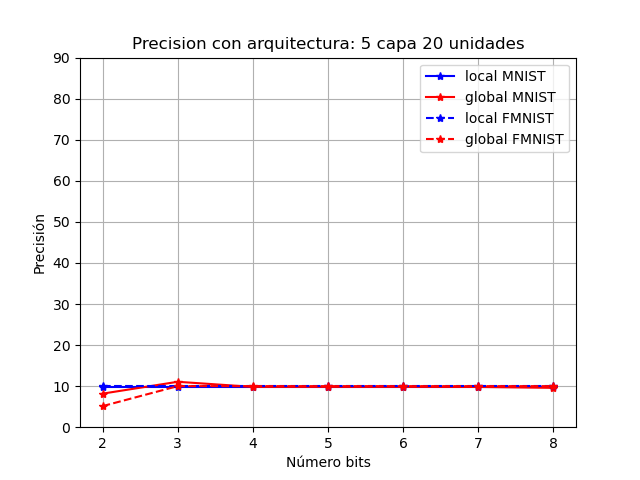 Precision con arquitectura: 5 capa 20 unidades
90
80
70
60
50
40
30
20
10
0
Precisión
local MNIST
global MNIST
local FMNIST
global FMNIST
2 3 4 5 6 7 8
Número bits